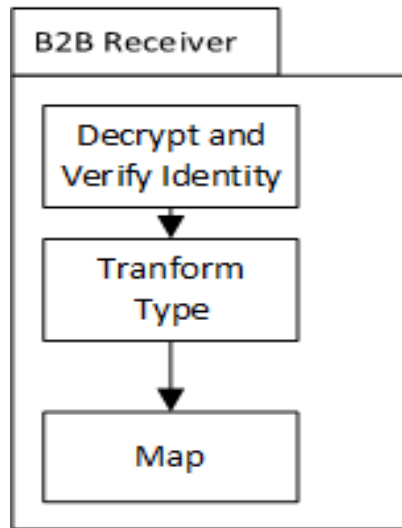 B2B Receiver
Decrypt and
Verify Identity
Tranform
Type
Map